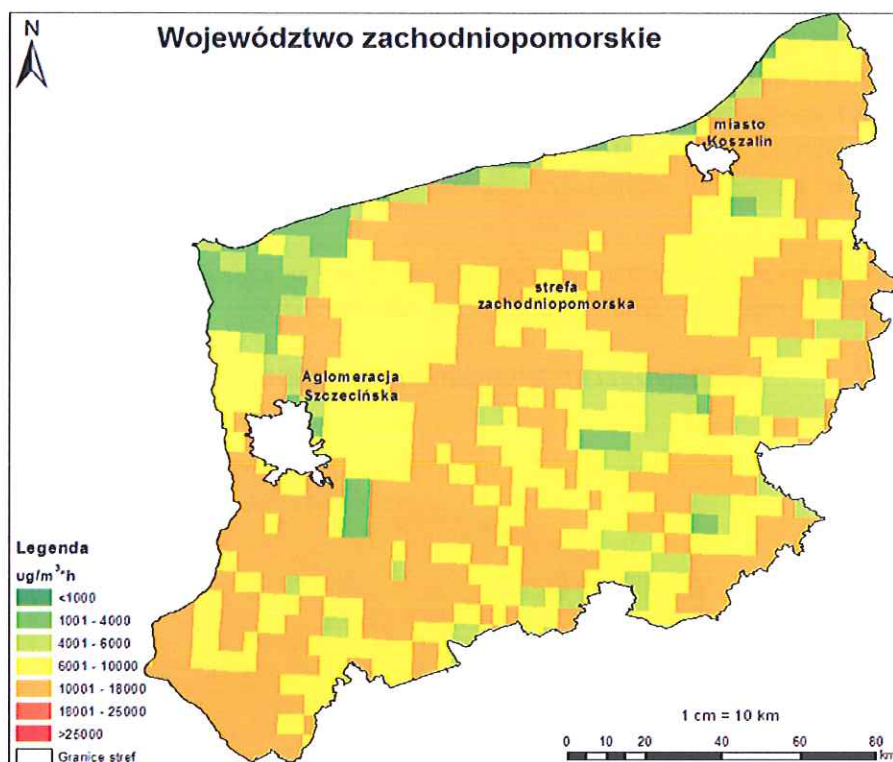 N
Województwo zachodniopomorskie
miasto
Koszalin
strefa
zachodniopomorska
Aglomeracja
Szczecińska
Legenda
ug/m³*h
<1000
1001 - 4000
4001 - 6000
6001 - 10000
10001 - 18000
18001 - 25000
>25000
Granice stref
1 cm = 10 km
0 10 20 40 60 80
km